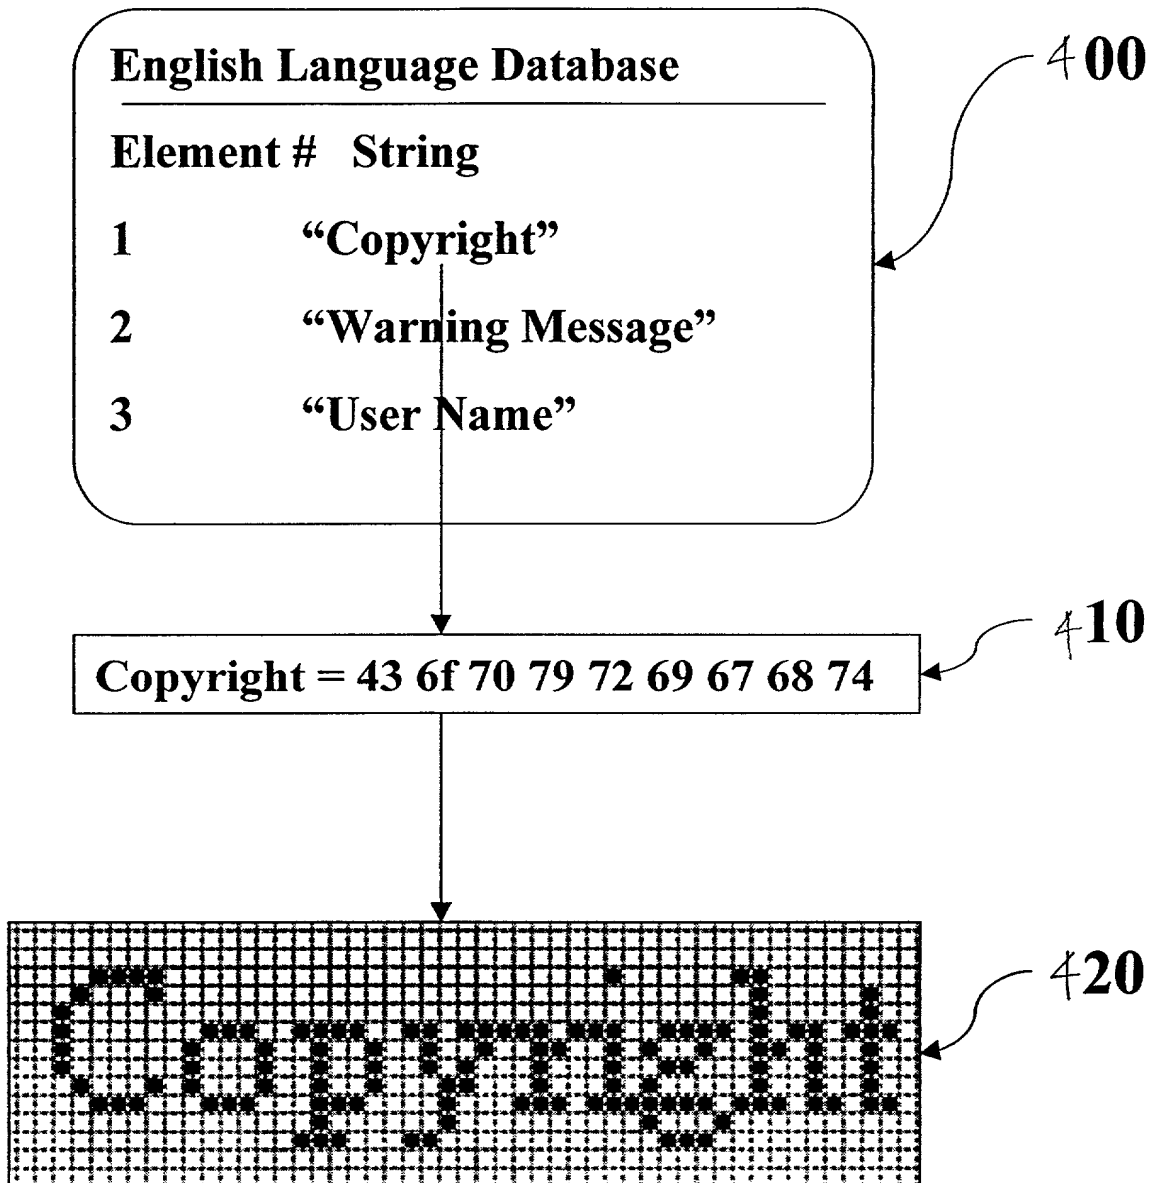 English Language Database
400
Element # String
1 “Copyright”
2 “Warning Message”
3 “User Name”
410
Copyright = 43 6f 70 79 72 69 67 68 74
420
Copyright